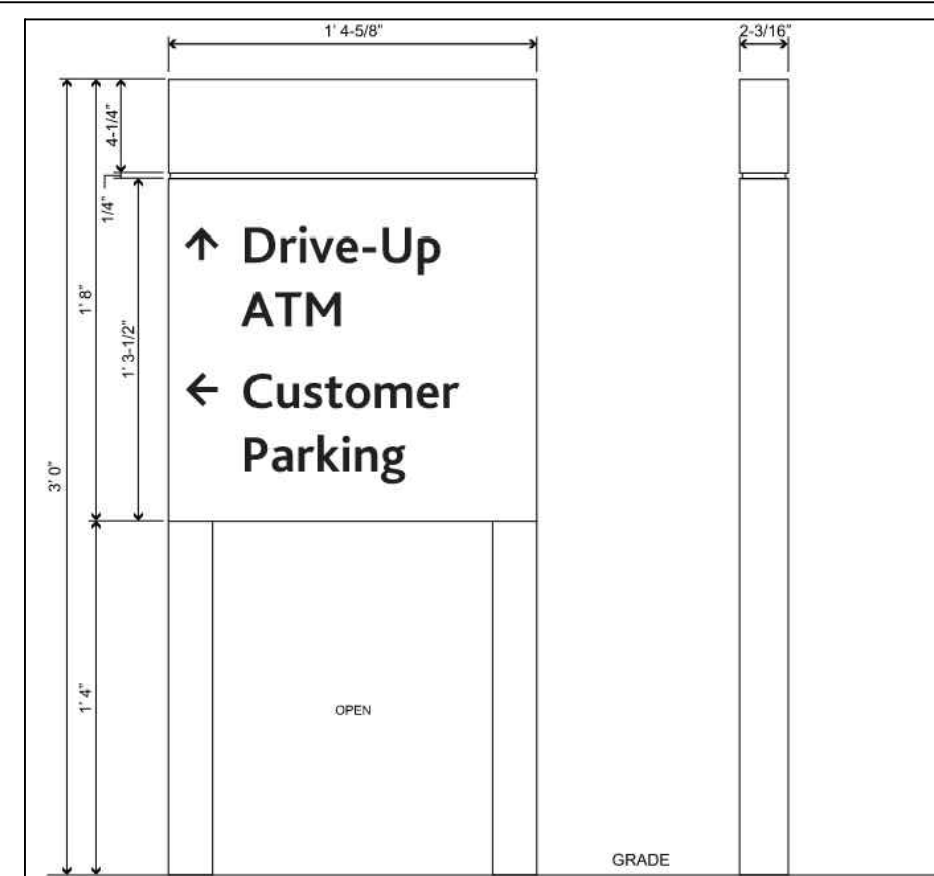 1' 4-5/8"
2-3/16"
4-1/4"
1/4"
1' 8"
1' 3-1/2"
3' 0"
1' 4"
↑ Drive-Up
ATM
← Customer
Parking
OPEN
GRADE